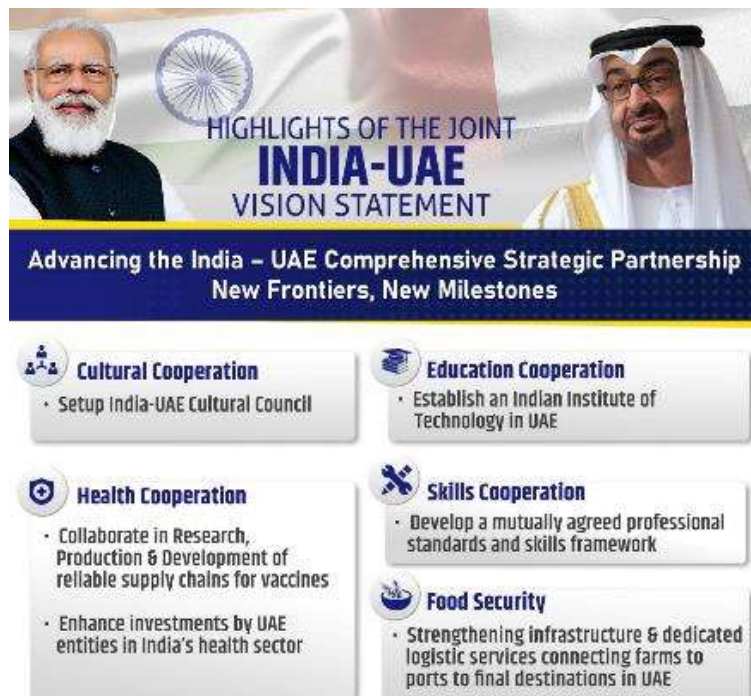 HIGHLIGHTS OF THE JOINT
INDIA-UAE
VISION STATEMENT
Advancing the India – UAE Comprehensive Strategic Partnership
New Frontiers, New Milestones
Cultural Cooperation
· Setup India-UAE Cultural Council
Education Cooperation
· Establish an Indian Institute of
Technology in UAE
Health Cooperation
· Collaborate in Research,
Production & Development of
reliable supply chains for vaccines
· Enhance investments by UAE
entities in India's health sector
Skills Cooperation
· Develop a mutually agreed professional
standards and skills framework
Food Security
· Strengthening infrastructure & dedicated
logistic services connecting farms to
ports to final destinations in UAE